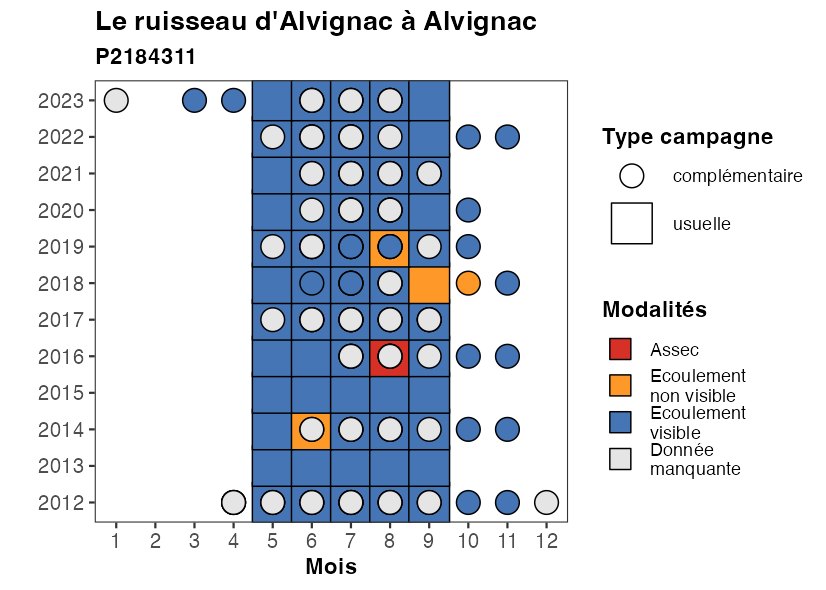 Le ruisseau d'Alvignac à Alvignac
P2184311
2023
2022
2021
2020
2019
2018
2017
2016
2015
2014
2013
2012
1 2 3 4 5 6 7 8 9 10 11 12
Mois
Type campagne
complémentaire
usuelle
Modalités
Assec
Ecoulement
non visible
Ecoulement
visible
Donnée
manquante